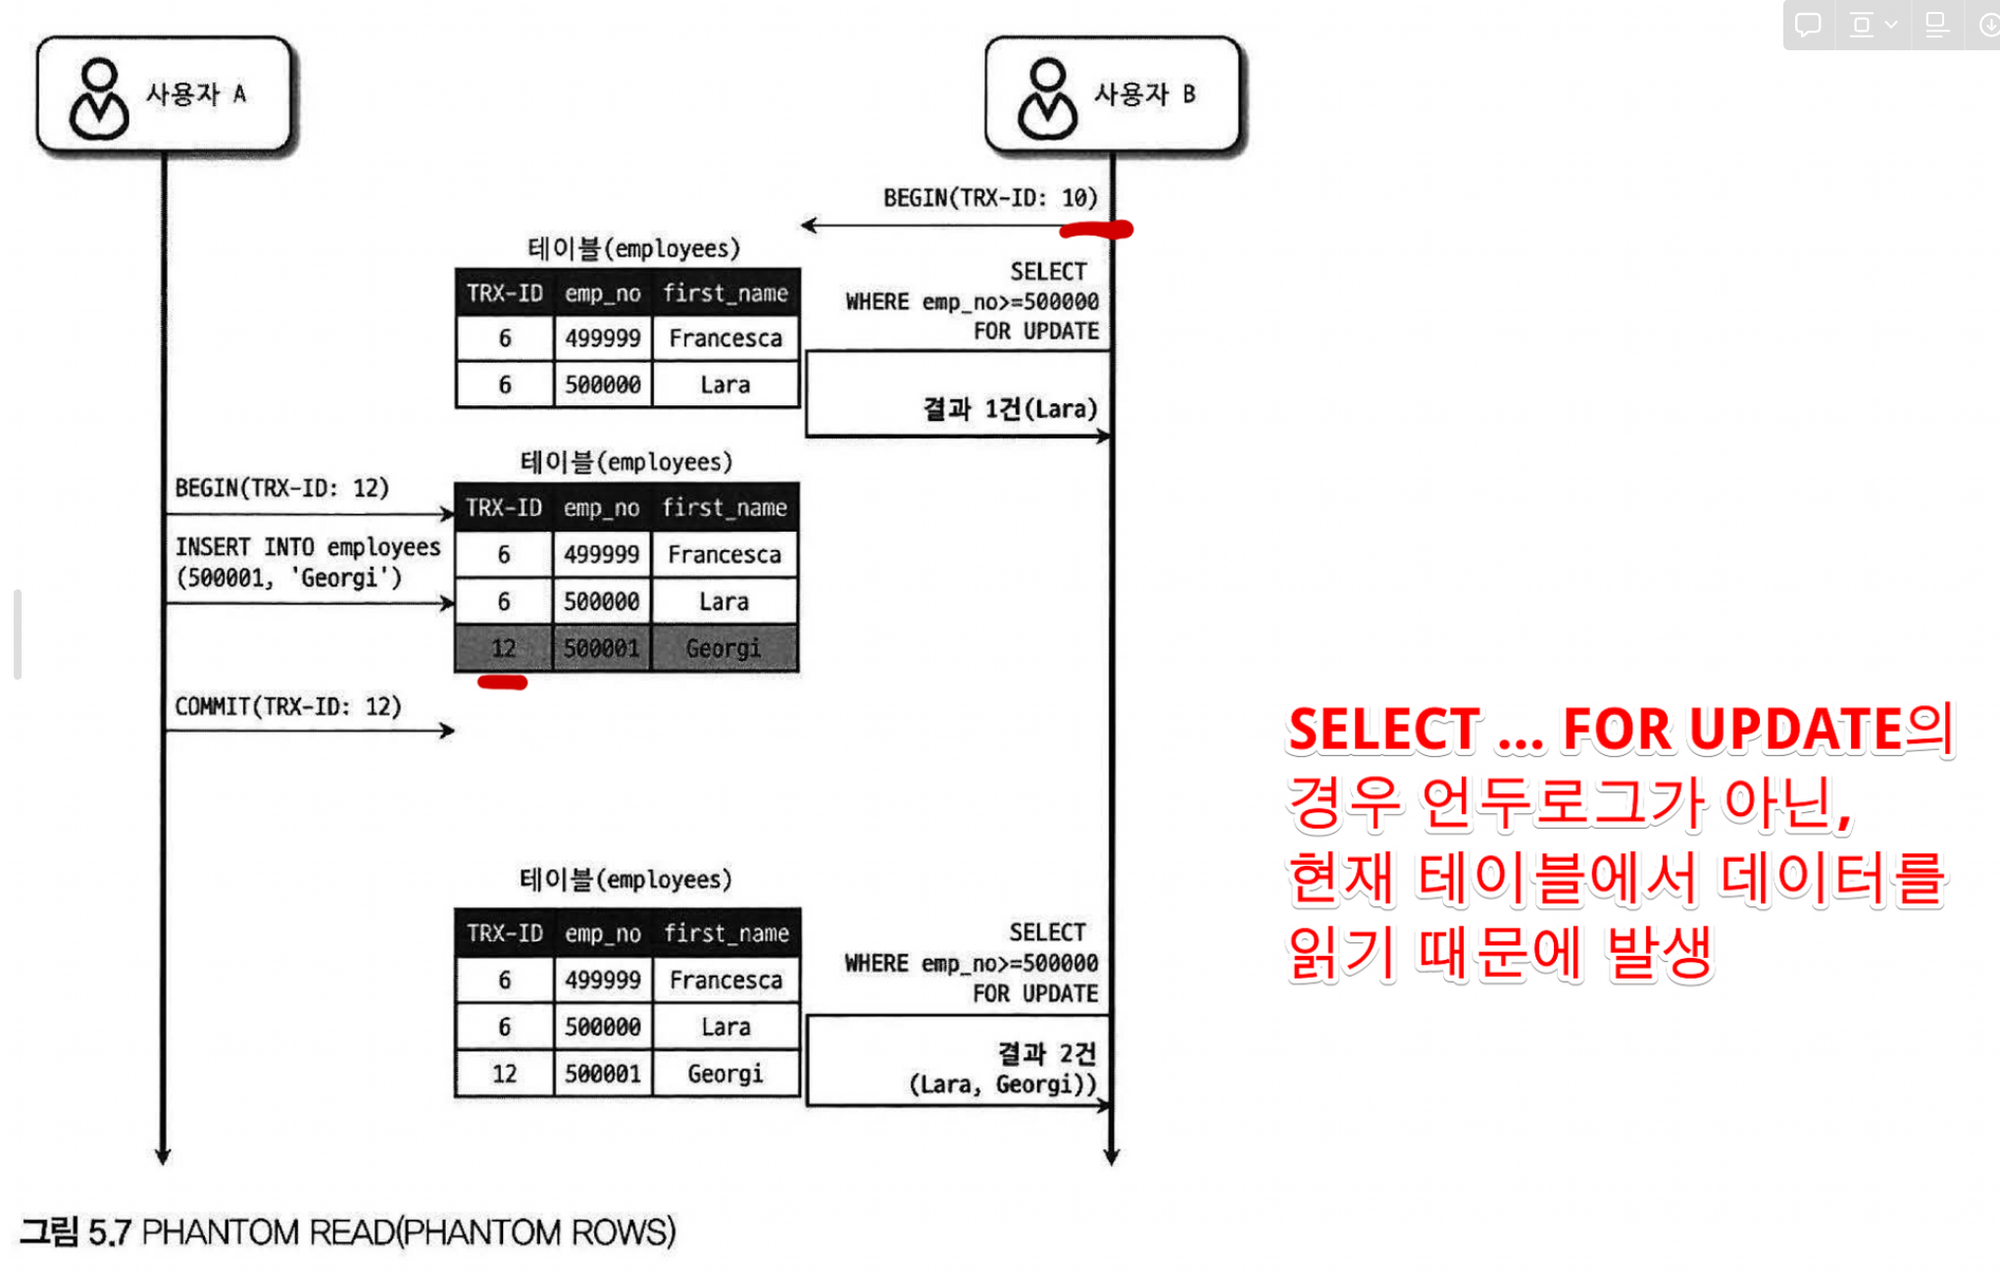 사용자 A
사용자 B
BEGIN(TRX-ID: 10)
테이블(employees)
TRX-ID emp_no first_name
6 499999 Francesca
6 500000 Lara
SELECT
WHERE emp_no>=500000
FOR UPDATE
결과 1건(Lara)
테이블(employees)
BEGIN(TRX-ID: 12)
INSERT INTO employees
(500001, 'Georgi')
TRX-ID emp_no first_name
6 499999 Francesca
6 500000 Lara
12 500001 Georgi
COMMIT(TRX-ID: 12)
SELECT ... FOR UPDATE의
경우 언두로그가 아닌,
현재 테이블에서 데이터를
읽기 때문에 발생
테이블(employees)
TRX-ID emp_no first_name
6 499999 Francesca
6 500000 Lara
12 500001 Georgi
SELECT
WHERE emp_no>=500000
FOR UPDATE
결과 2건
(Lara, Georgi))
그림 5.7 PHANTOM READ(PHANTOM ROWS)